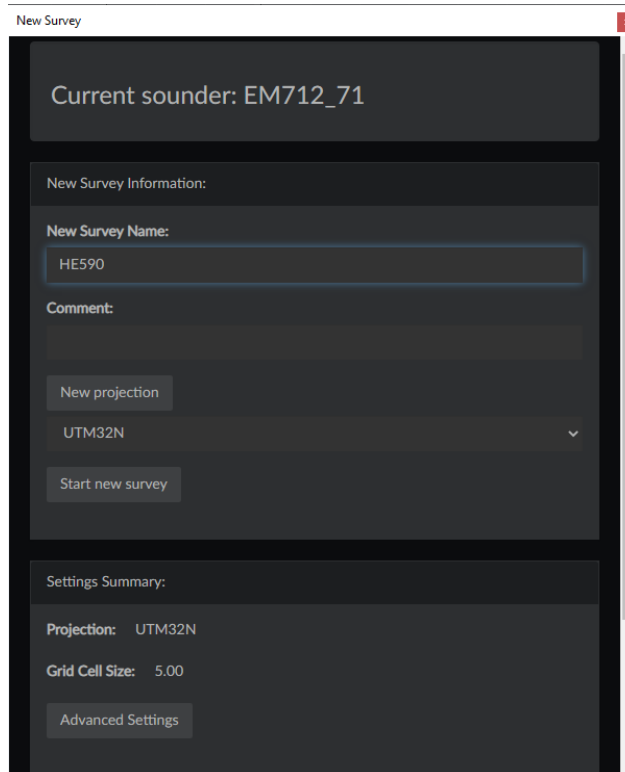 New Survey
Current sounder: EM712_71
New Survey Information:
New Survey Name:
HE590
Comment:
New projection
UTM32N
Start new survey
Settings Summary:
Projection: UTM32N
Grid Cell Size: 5.00
Advanced Settings